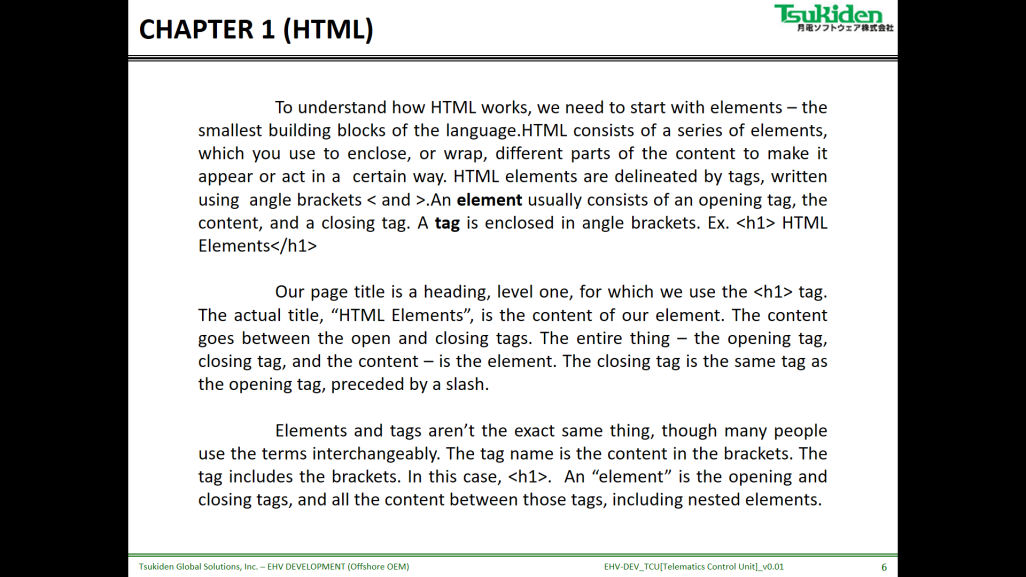 CHAPTER 1 (HTML)
Tsukiden
月電ソフトウェア株式会社
To understand how HTML works, we need to start with elements – the
smallest building blocks of the language.HTML consists of a series of elements,
which you use to enclose, or wrap, different parts of the content to make it
appear or act in a  certain way. HTML elements are delineated by tags, written
using  angle brackets < and >.An element usually consists of an opening tag, the
content, and a closing tag. A tag is enclosed in angle brackets. Ex. <h1> HTML
Elements</h1>
Our page title is a heading, level one, for which we use the <h1> tag.
The actual title, “HTML Elements”, is the content of our element. The content
goes between the open and closing tags. The entire thing – the opening tag,
closing tag, and the content – is the element. The closing tag is the same tag as
the opening tag, preceded by a slash.
Elements and tags aren’t the exact same thing, though many people
use the terms interchangeably. The tag name is the content in the brackets. The
tag includes the brackets. In this case, <h1>.  An “element” is the opening and
closing tags, and all the content between those tags, including nested elements.
Tsukiden Global Solutions, Inc. – EHV DEVELOPMENT (Offshore OEM)
EHV-DEV_TCU[Telematics Control Unit]_v0.01
6